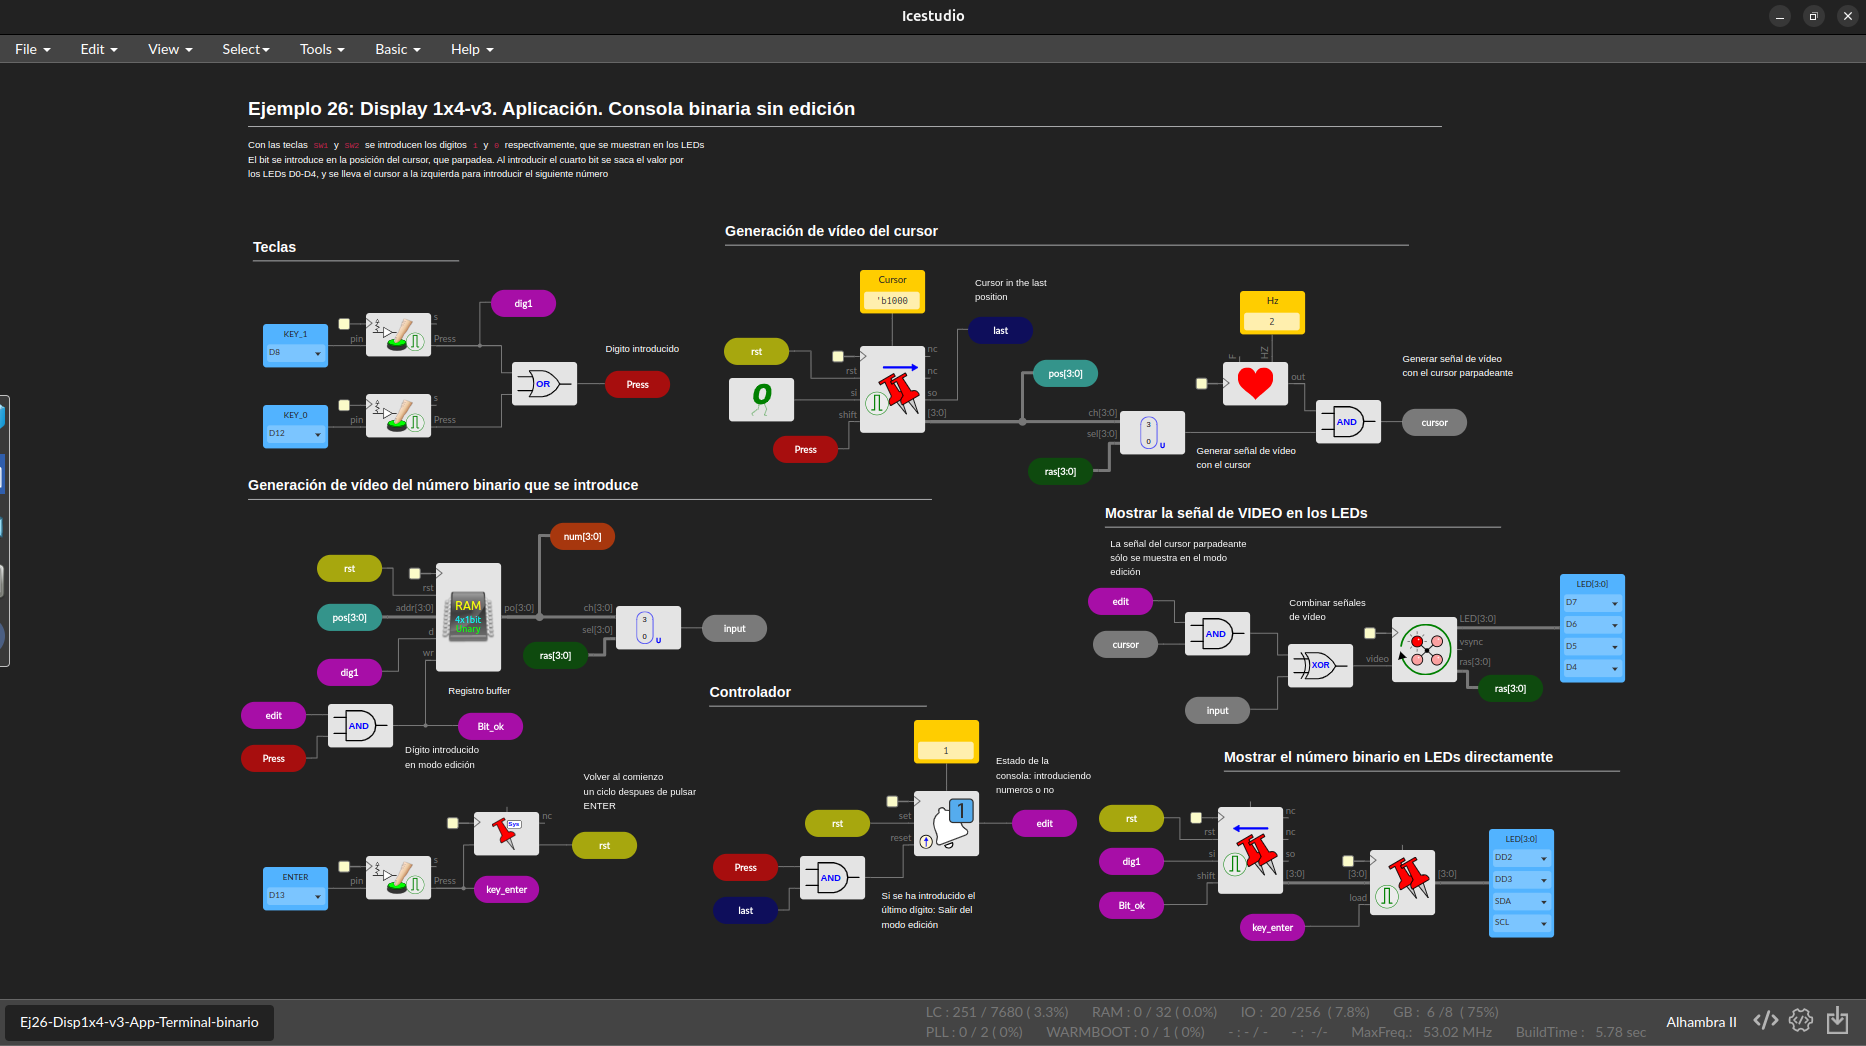 Icestudio
File
Edit
View
Select
Tools
Basic
Help
Ejemplo 26: Display 1x4-v3. Aplicación. Consola binaria sin edición
Con las teclas SW1 y SW2 se introducen los digitos 1 y 0 respectivamente, que se muestran en los LEDs
El bit se introduce en la posición del cursor, que parpadea. Al introducir el cuarto bit se saca el valor por
los LEDs D0-D4, y se lleva el cursor a la izquierda para introducir el siguiente número
Teclas
KEY_1
D8
pin
s
Press
dig1
KEY_0
D12
pin
s
Press
OR
Digito introducido
Press
Generación de vídeo del cursor
Cursor
'b1000
Cursor in the last
position
last
rst
0
Press
rst
si
shift
nc
nc
so
[3:0]
pos[3:0]
ch[3:0]
sel[3:0]
3
0
U
ras[3:0]
Hz
2
F
HZ
out
AND
Generar señal de vídeo
con el cursor
Generar señal de vídeo
con el cursor parpadeante
cursor
Generación de vídeo del número binario que se introduce
num[3:0]
rst
pos[3:0]
dig1
rst
addr[3:0]
d
wr
RAM
4x1bit
Unary
po[3:0]
ch[3:0]
sel[3:0]
3
0
U
ras[3:0]
input
Registro buffer
edit
Press
AND
Bit_ok
Dígito introducido
en modo edición
Volver al comienzo
un ciclo despues de pulsar
ENTER
ENTER
D13
pin
s
Press
Sys
nc
rst
key_enter
Controlador
1
Estado de la
consola: introduciendo
numeros o no
rst
set
reset
1
edit
Press
last
AND
Si se ha introducido el
último dígito: Salir del
modo edición
Mostrar la señal de VIDEO en los LEDs
La señal del cursor parpadeante
sólo se muestra en el modo
edición
edit
cursor
AND
Combinar señales
de vídeo
input
XOR
video
LED[3:0]
vsync
ras[3:0]
ras[3:0]
LED[3:0]
D7
D6
D5
D4
Mostrar el número binario en LEDs directamente
rst
dig1
Bit_ok
rst
si
shift
nc
nc
so
[3:0]
key_enter
[3:0]
load
[3:0]
LED[3:0]
DD2
DD3
SDA
SCL
Ej26-Disp1x4-v3-App-Terminal-binario
LC : 251 / 7680 ( 3.3%) RAM : 0 / 32 ( 0.0%) IO : 20 /256 ( 7.8%) GB : 6 /8 ( 75%)
PLL : 0 / 2 ( 0%) WARMBOOT : 0 / 1 ( 0%) - : - / - - : -/- MaxFreq.: 53.02 MHz BuildTime : 5.78 sec
Alhambra II